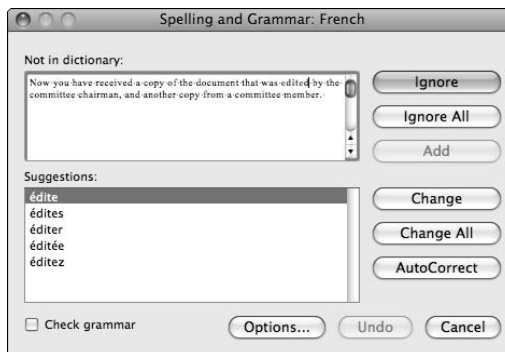 Spelling and Grammar: French
Not in dictionary:
Now you have received a copy of the document that was edited by the
committee chairman, and another copy from a committee member.
Ignore
Ignore All
Add
Suggestions:
édite
édites
éditer
éditée
éditez
Change
Change All
AutoCorrect
Check grammar
Options...
Undo
Cancel